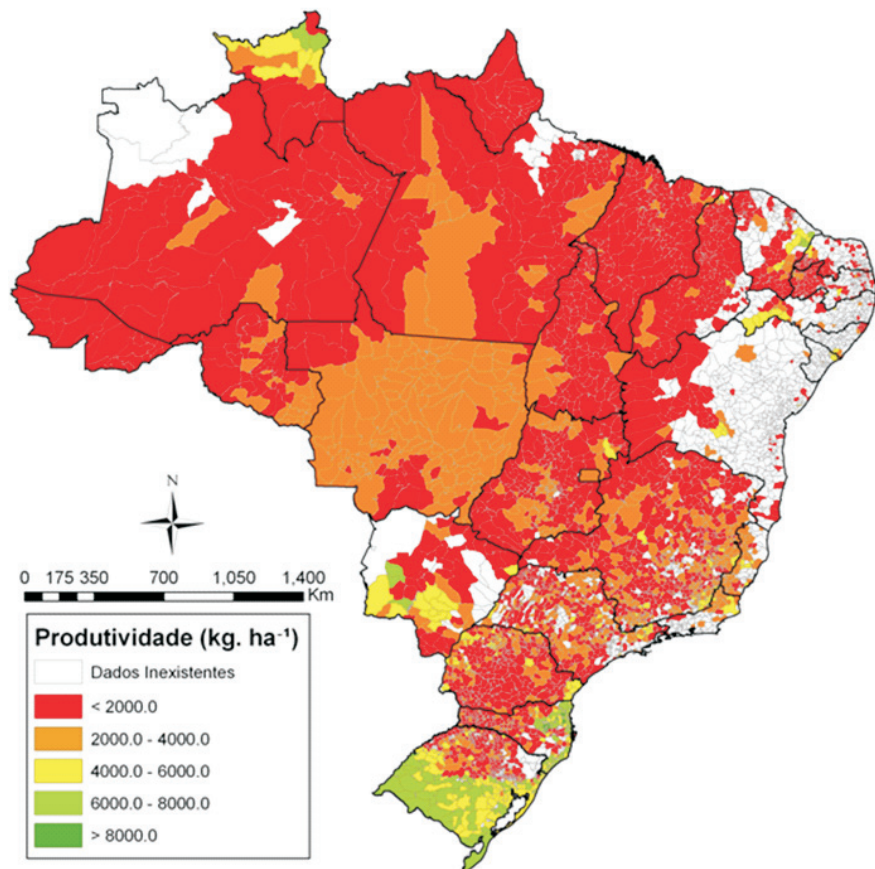 N
0 175 350 700 1,050 1,400
Km
Produtividade (kg. ha⁻¹)
Dados Inexistentes
< 2000.0
2000.0 - 4000.0
4000.0 - 6000.0
6000.0 - 8000.0
> 8000.0